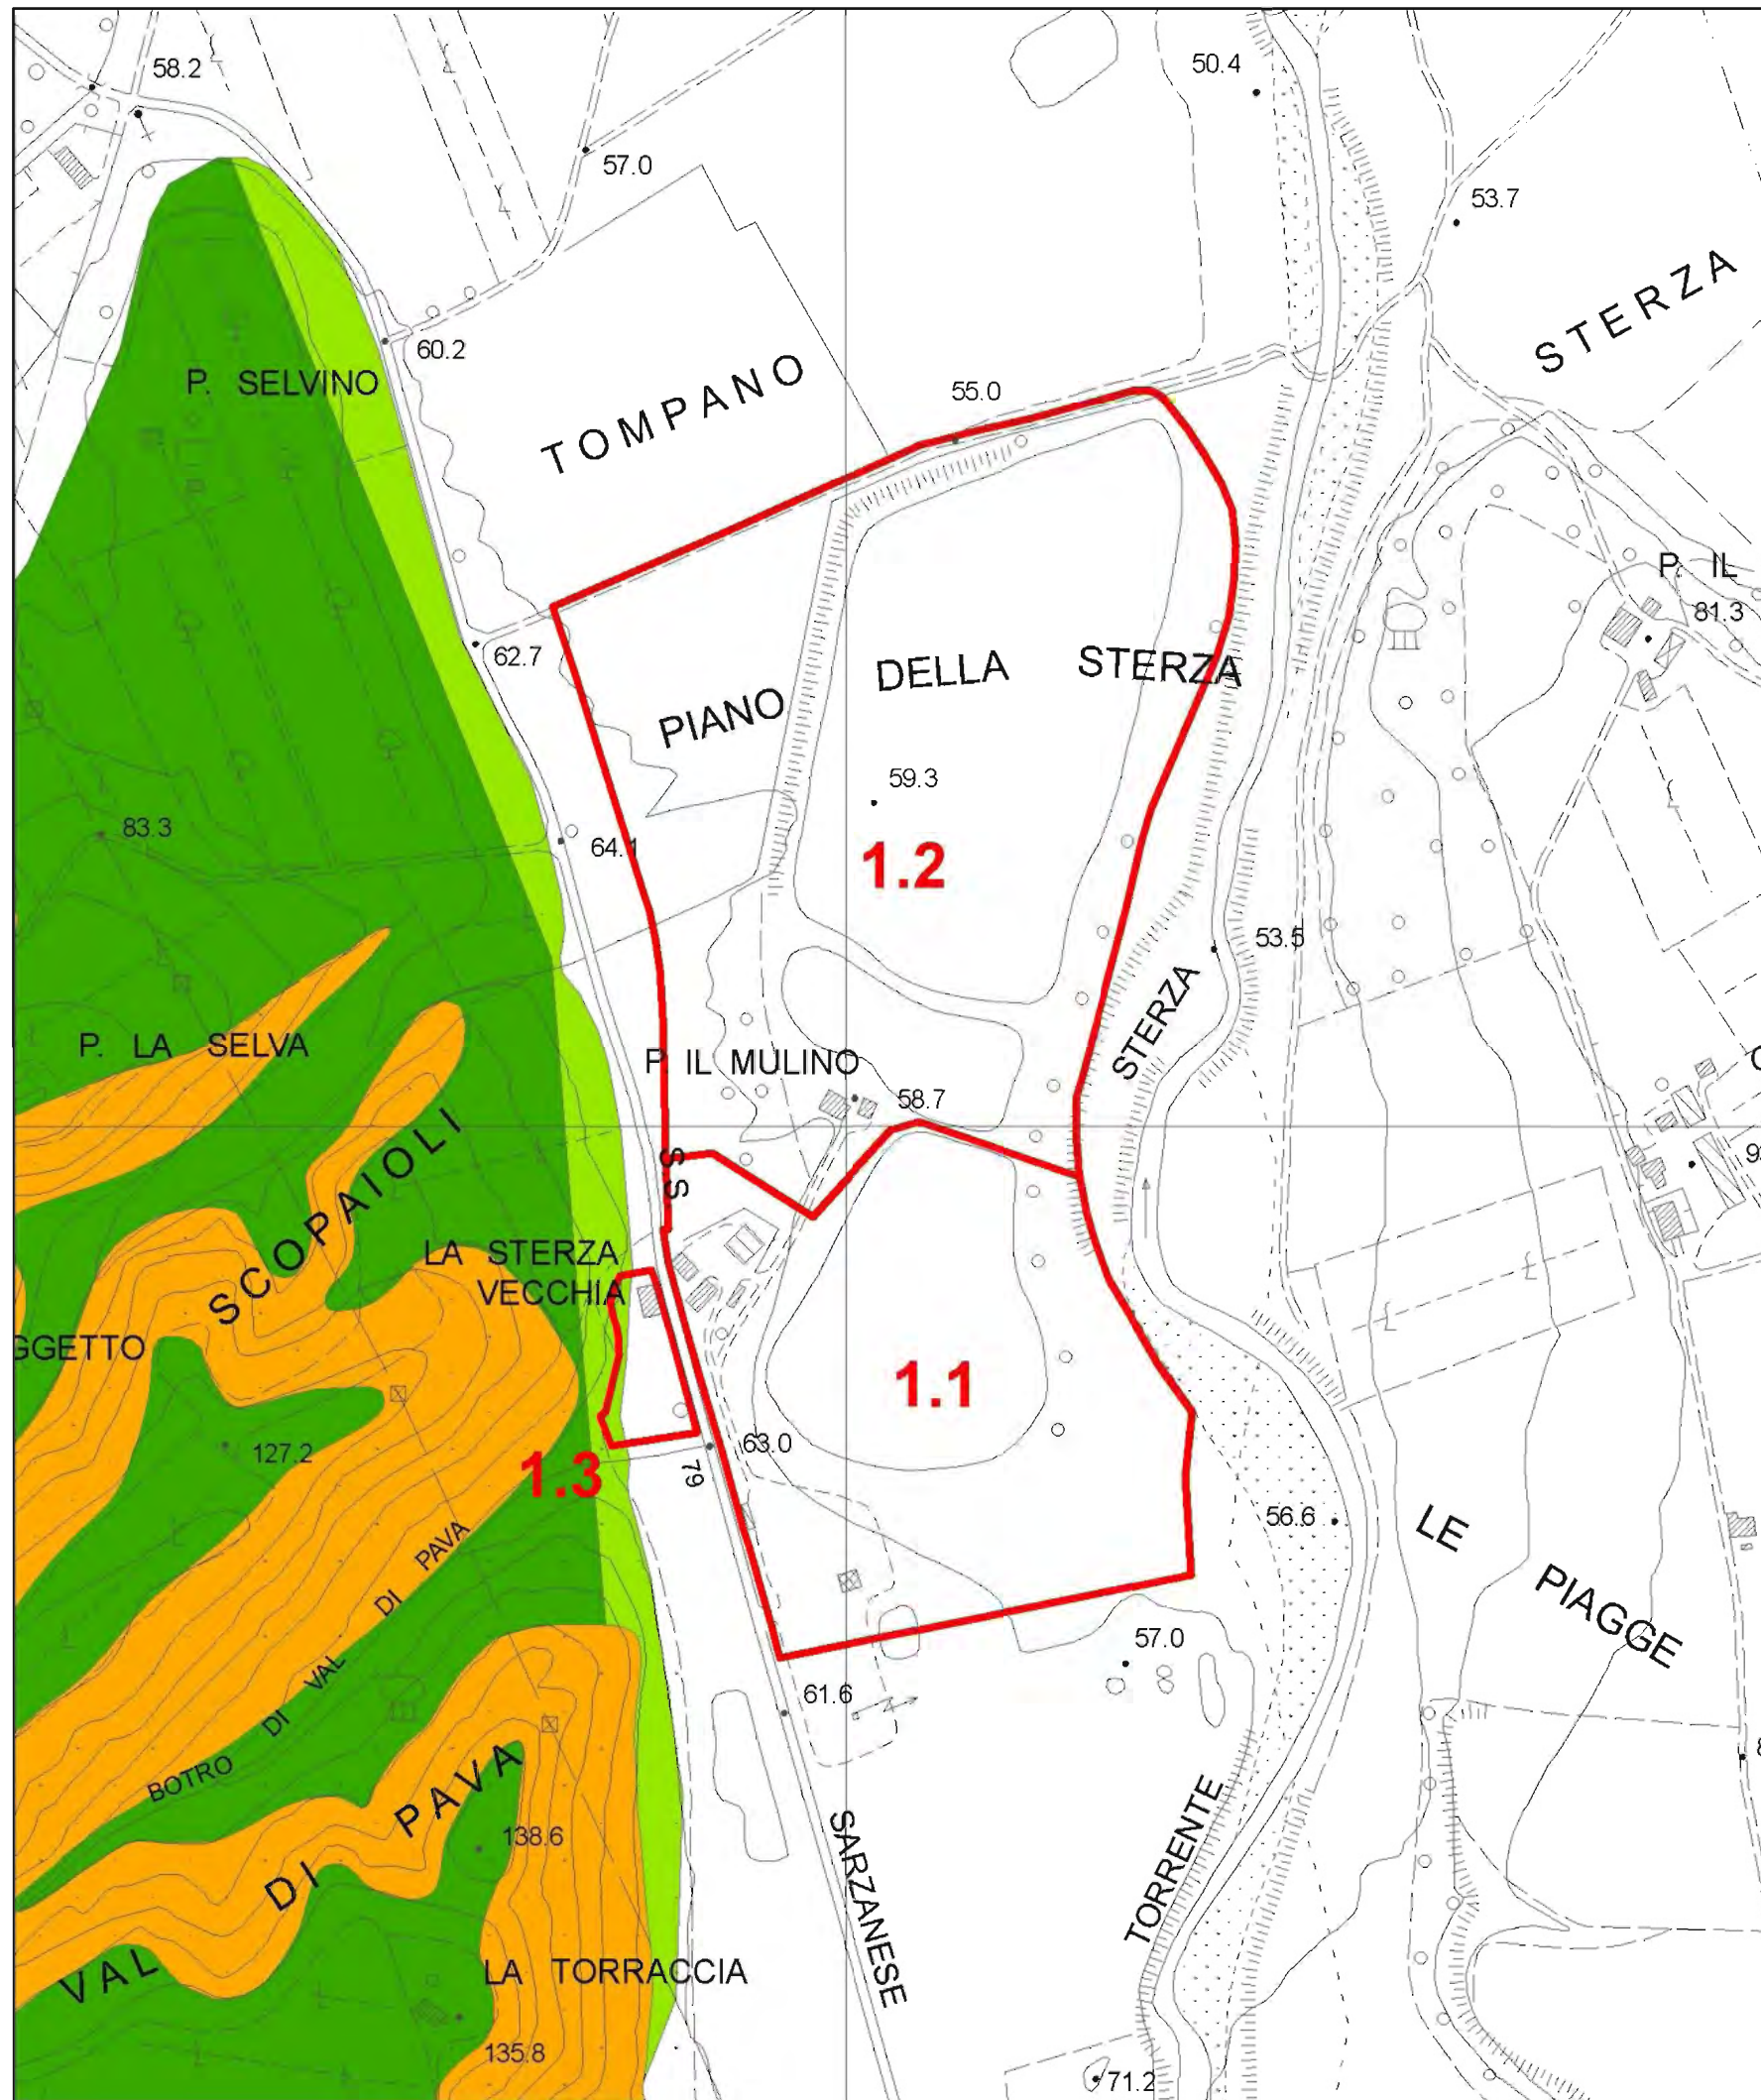 58.2
50.4
57.0
53.7
STERZA
60.2
P. SELVINO
TOMPANO
55.0
P. IL
81.3
62.7
PIANO DELLA STERZA
59.3
83.3
64.1
1.2
53.5
STERZA
P. LA SELVA
P. IL MULINO
58.7
SCOPAIOLI
S S
LA STERZA
VECCHIA
GGETTO
1.1
127.2
1.3
63.0
79
56.6
LE PIAGGE
BOTRO DI VAL DI PAVA
57.0
61.6
138.6
VAL DI PAVA
SARZANESE
TORRENTE
LA TORRACCIA
135.8
71.2